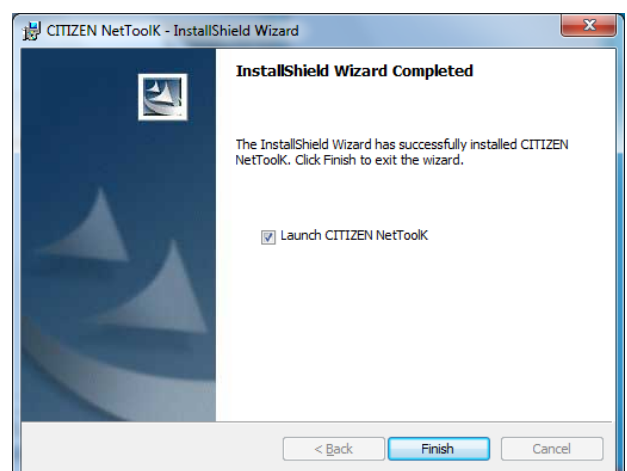 CITIZEN NetToolK - InstallShield Wizard
InstallShield Wizard Completed
The InstallShield Wizard has successfully installed CITIZEN
NetToolK. Click Finish to exit the wizard.
Launch CITIZEN NetToolK
< Back
Finish
Cancel